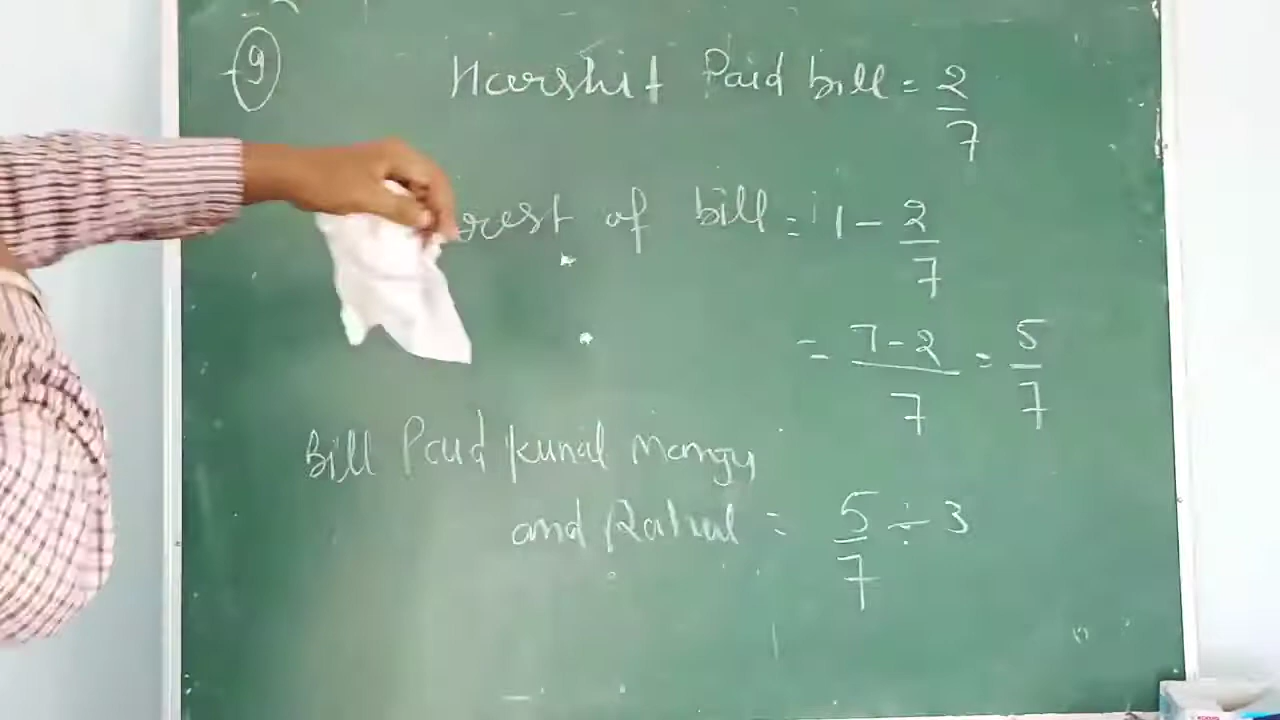 9 Harshit Paid bill = 2/7
rest of bill = 1 - 2/7
= 7-2/7 = 5/7
Bill Paid Kunal
and Rahul = 5/7 ÷ 3